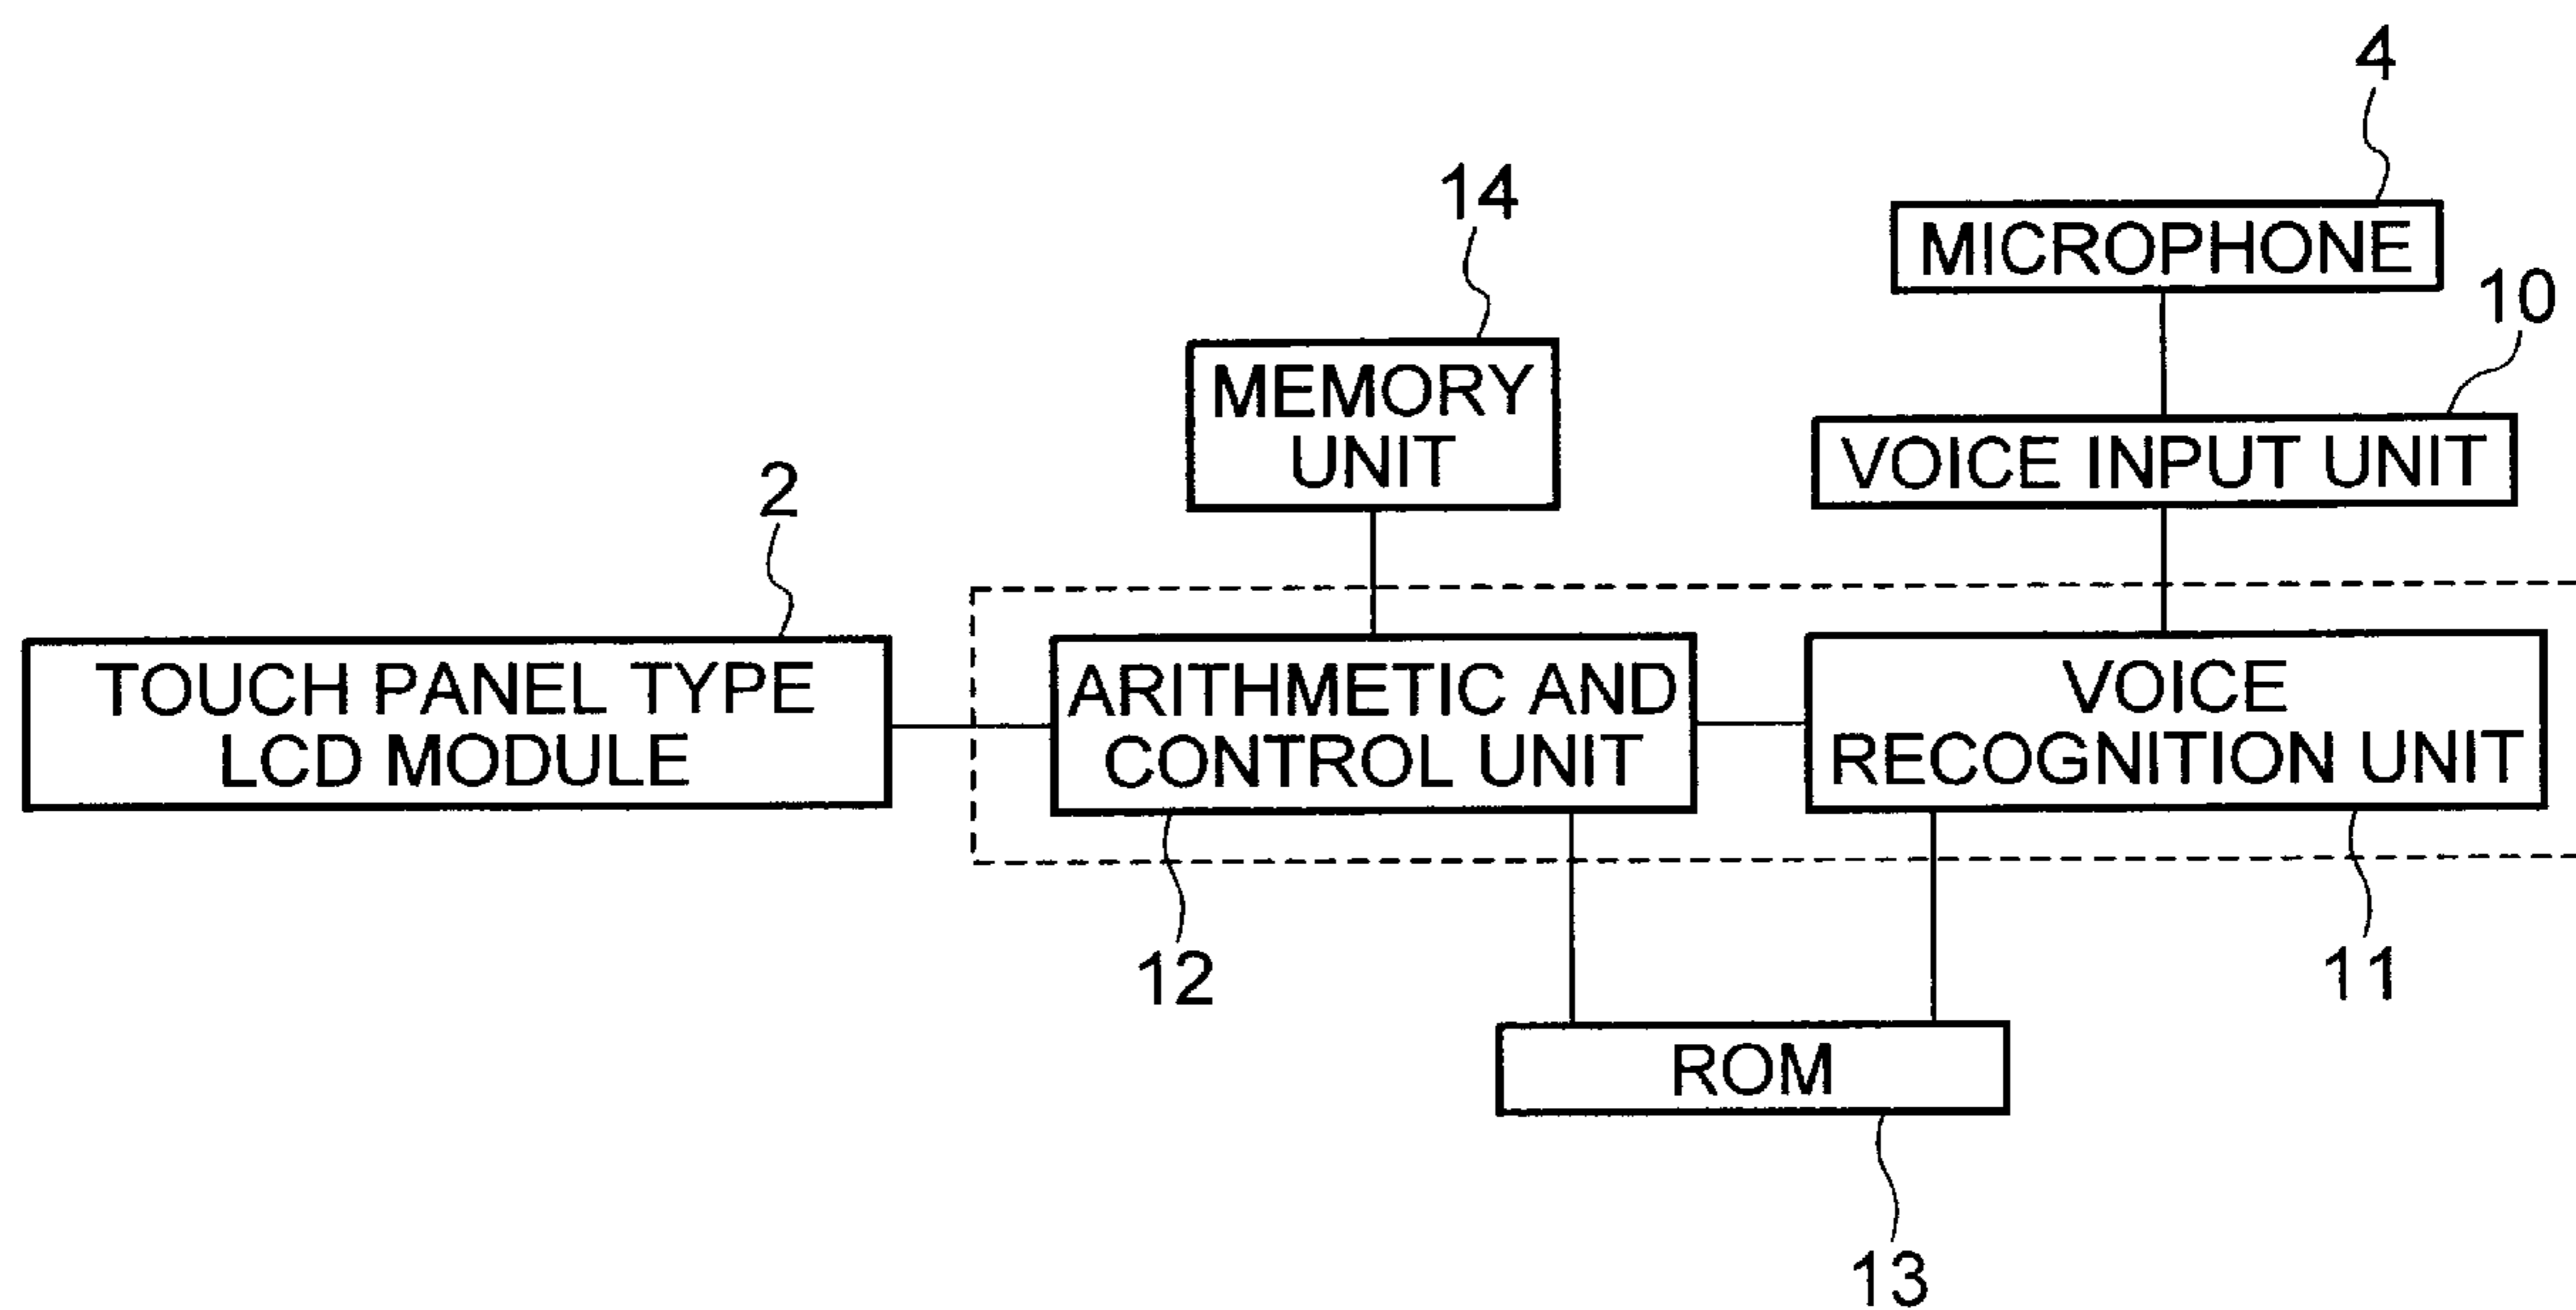 4
14
MICROPHONE
10
MEMORY
UNIT
VOICE INPUT UNIT
2
TOUCH PANEL TYPE
LCD MODULE
ARITHMETIC AND
CONTROL UNIT
VOICE
RECOGNITION UNIT
12
11
ROM
13